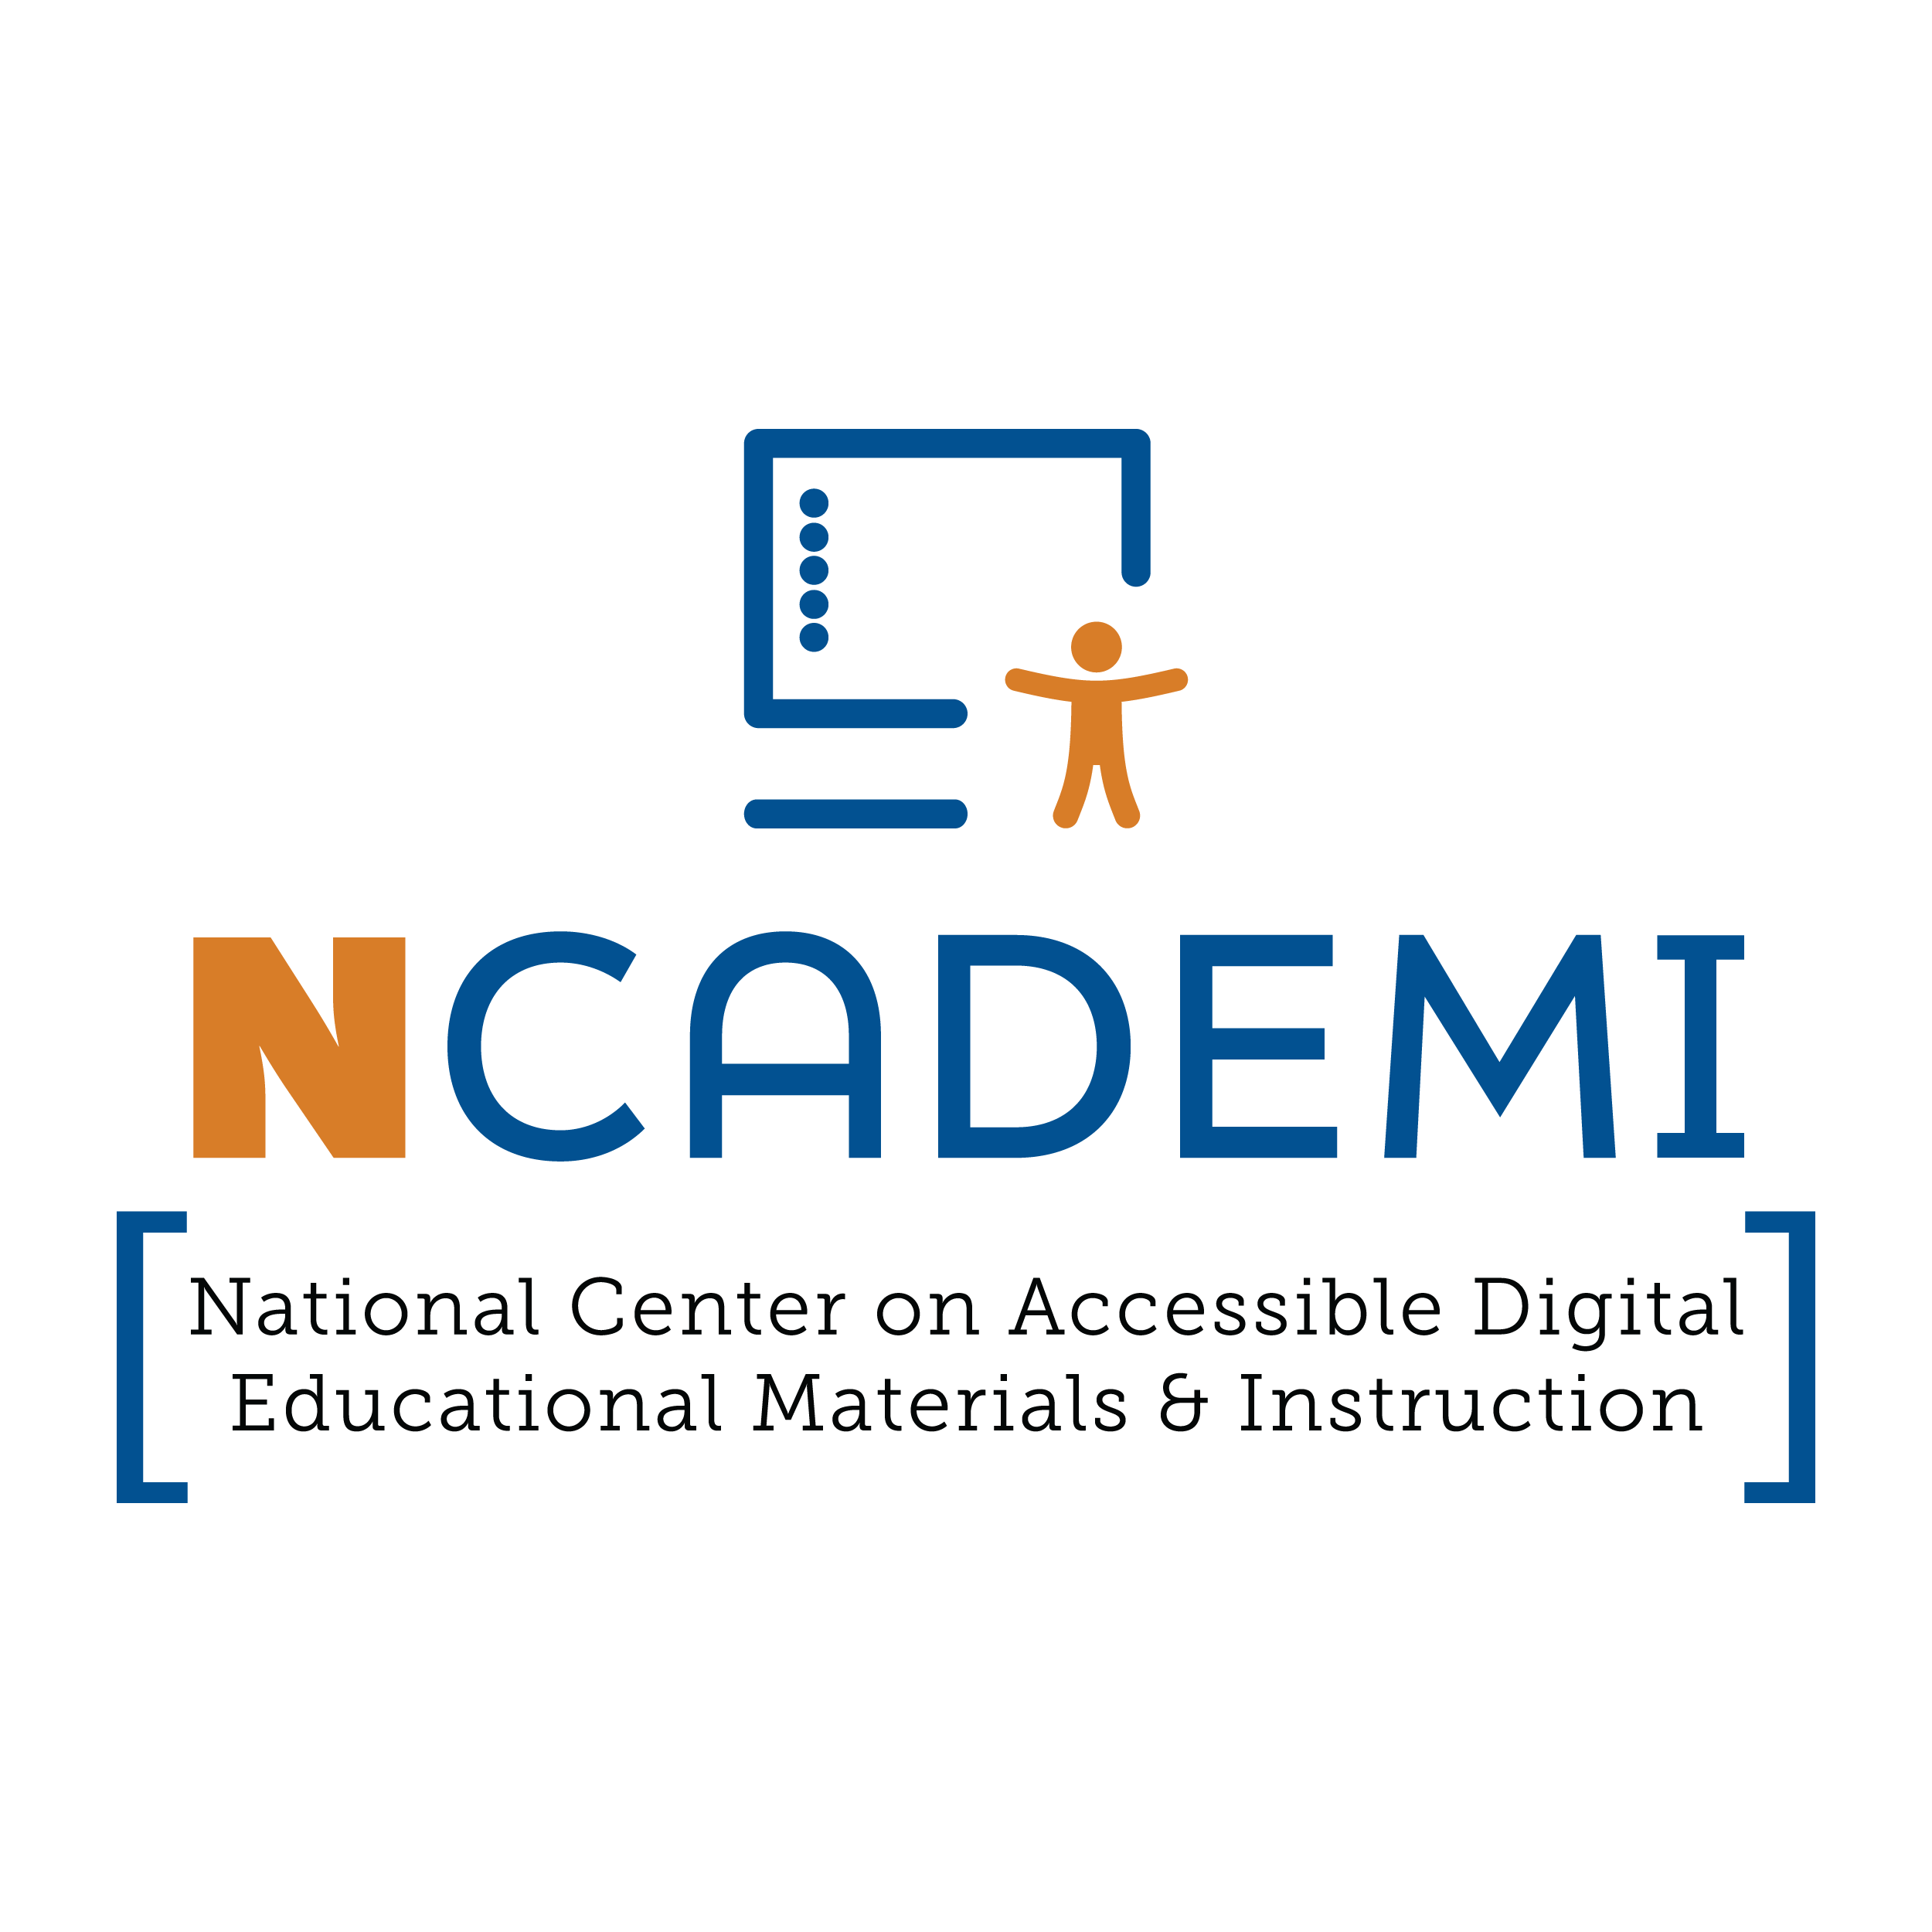 NCADEMI
National Center on Accessible Digital
Educational Materials & Instruction